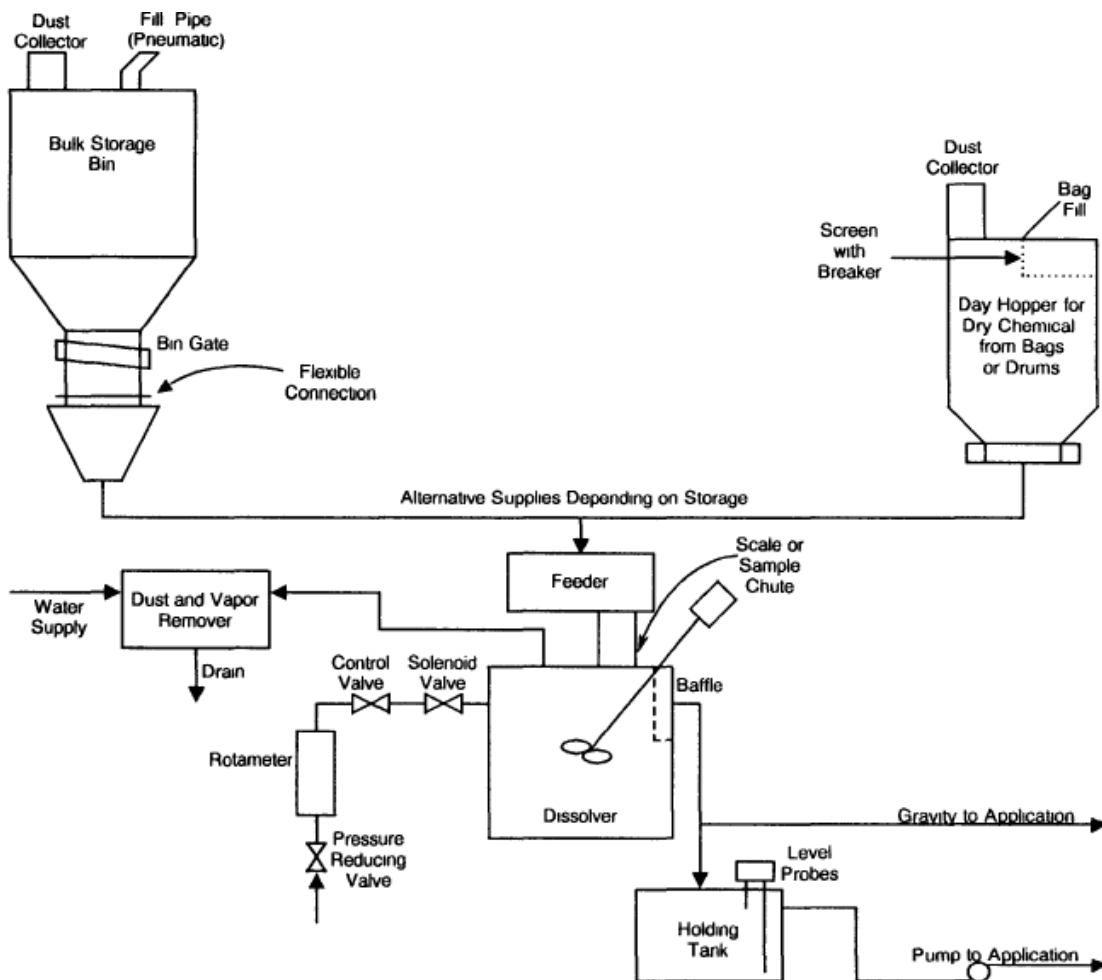 Dust
Collector
Fill Pipe
(Pneumatic)
Bulk Storage
Bin
Dust
Collector
Bag
Fill
Screen
with
Breaker
Day Hopper for
Dry Chemical
from Bags
or Drums
Bin Gate
Flexible
Connection
Alternative Supplies Depending on Storage
Feeder
Scale or
Sample
Chute
Water
Supply
Dust and Vapor
Remover
Drain
Control
Valve
Solenoid
Valve
Baffle
Rotameter
Dissolver
Pressure
Reducing
Valve
Gravity to Application
Level
Probes
Holding
Tank
Pump to Application